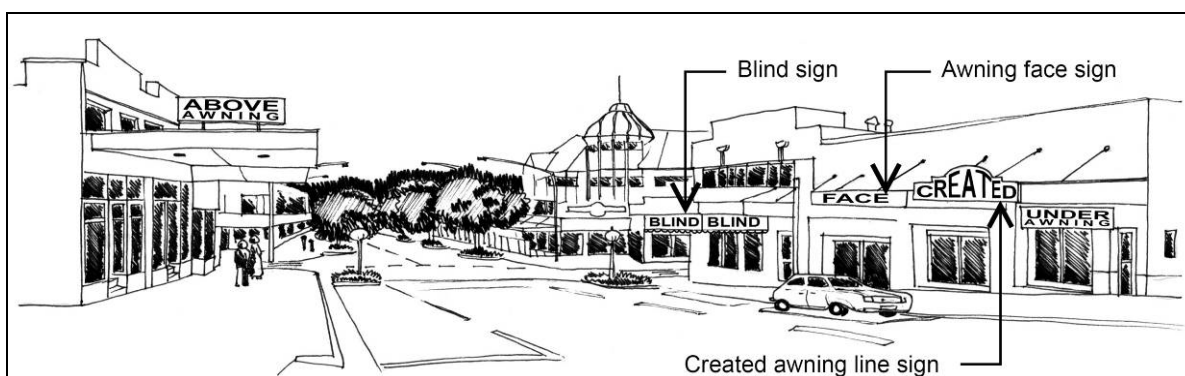 Blind sign
Awning face sign
ABOVE
AWNING
BLIND BLIND
FACE
CREATED
UNDER
AWNING
Created awning line sign